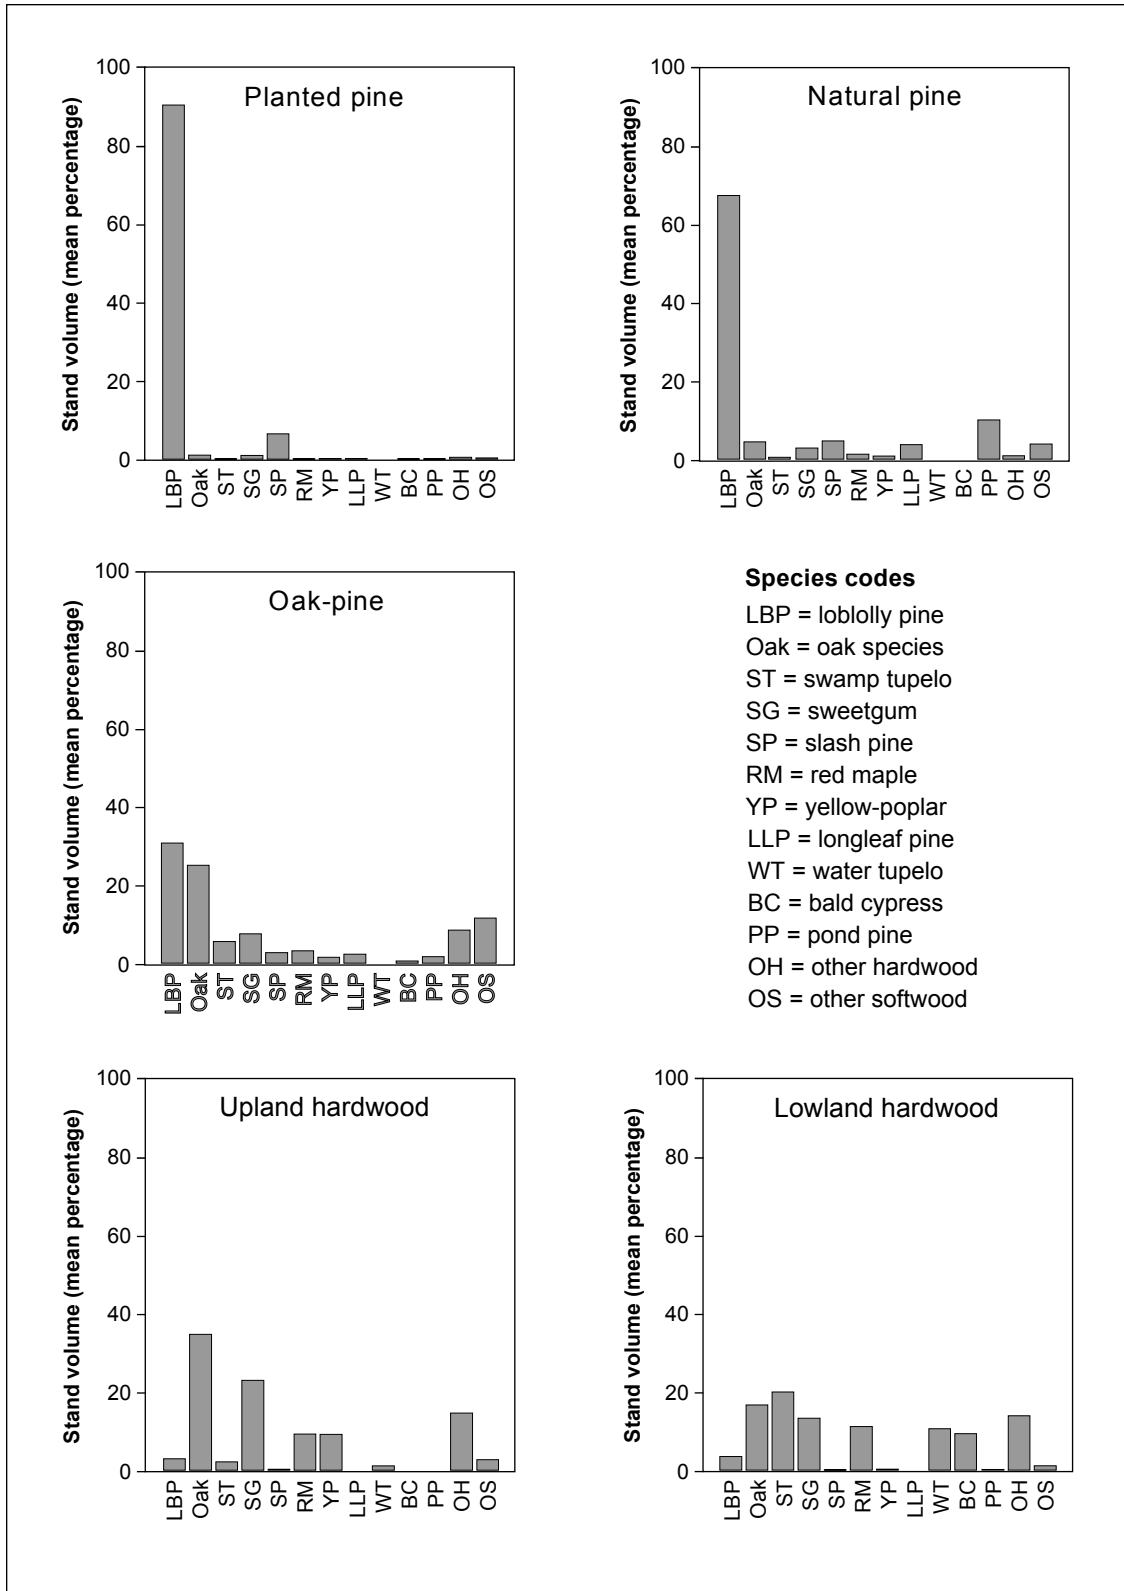 Planted pine
Stand volume (mean percentage)
100
80
60
40
20
0
LBP
Oak
ST
SG
SP
RM
YP
LLP
WT
BC
PP
OH
OS
Natural pine
Stand volume (mean percentage)
100
80
60
40
20
0
LBP
Oak
ST
SG
SP
RM
YP
LLP
WT
BC
PP
OH
OS
Oak-pine
Stand volume (mean percentage)
100
80
60
40
20
0
LBP
Oak
ST
SG
SP
RM
YP
LLP
WT
BC
PP
OH
OS
Species codes
LBP = loblolly pine
Oak = oak species
ST = swamp tupelo
SG = sweetgum
SP = slash pine
RM = red maple
YP = yellow-poplar
LLP = longleaf pine
WT = water tupelo
BC = bald cypress
PP = pond pine
OH = other hardwood
OS = other softwood
Upland hardwood
Stand volume (mean percentage)
100
80
60
40
20
0
LBP
Oak
ST
SG
SP
RM
YP
LLP
WT
BC
PP
OH
OS
Lowland hardwood
Stand volume (mean percentage)
100
80
60
40
20
0
LBP
Oak
ST
SG
SP
RM
YP
LLP
WT
BC
PP
OH
OS